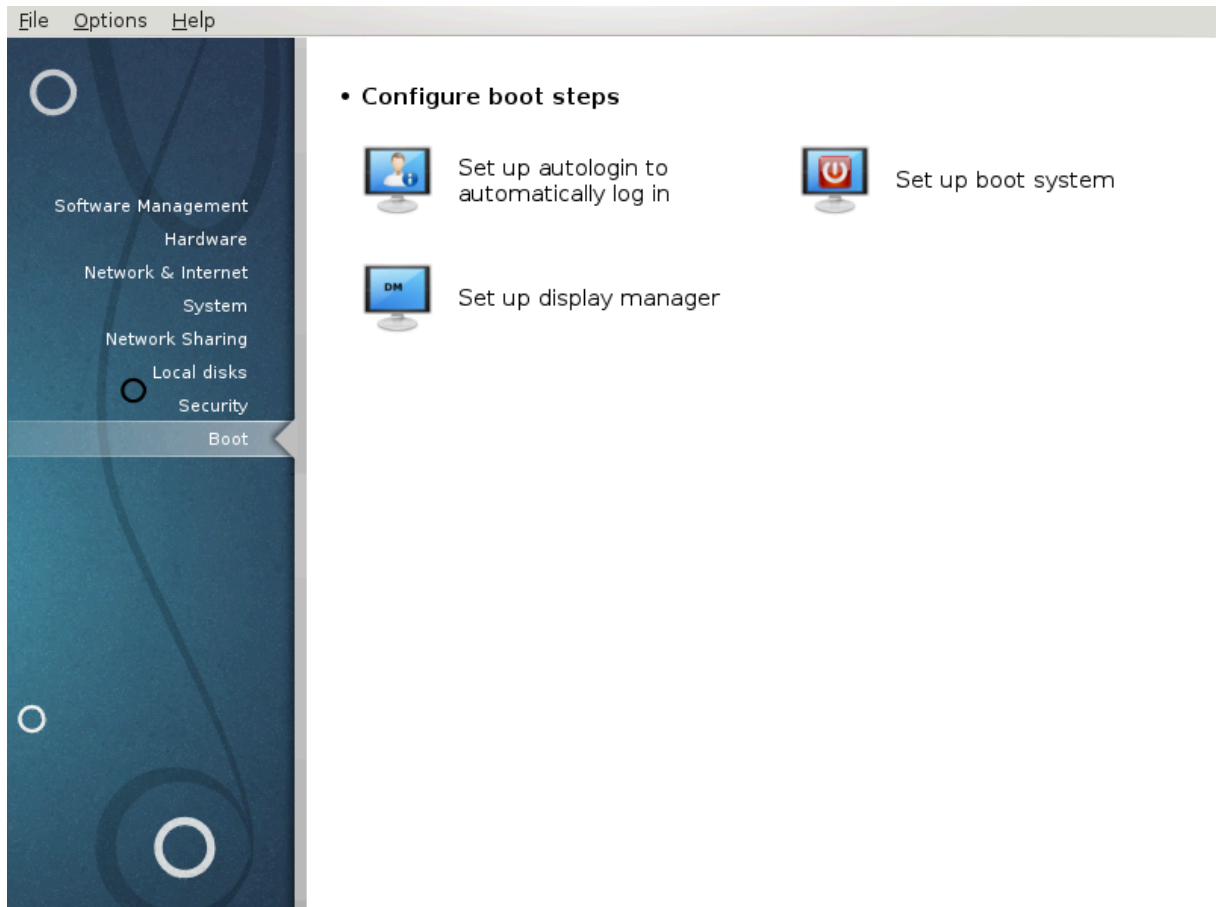 File Options Help
Software Management
Hardware
Network & Internet
System
Network Sharing
Local disks
Security
Boot
• Configure boot steps
Set up autologin to
automatically log in
Set up boot system
DM
Set up display manager